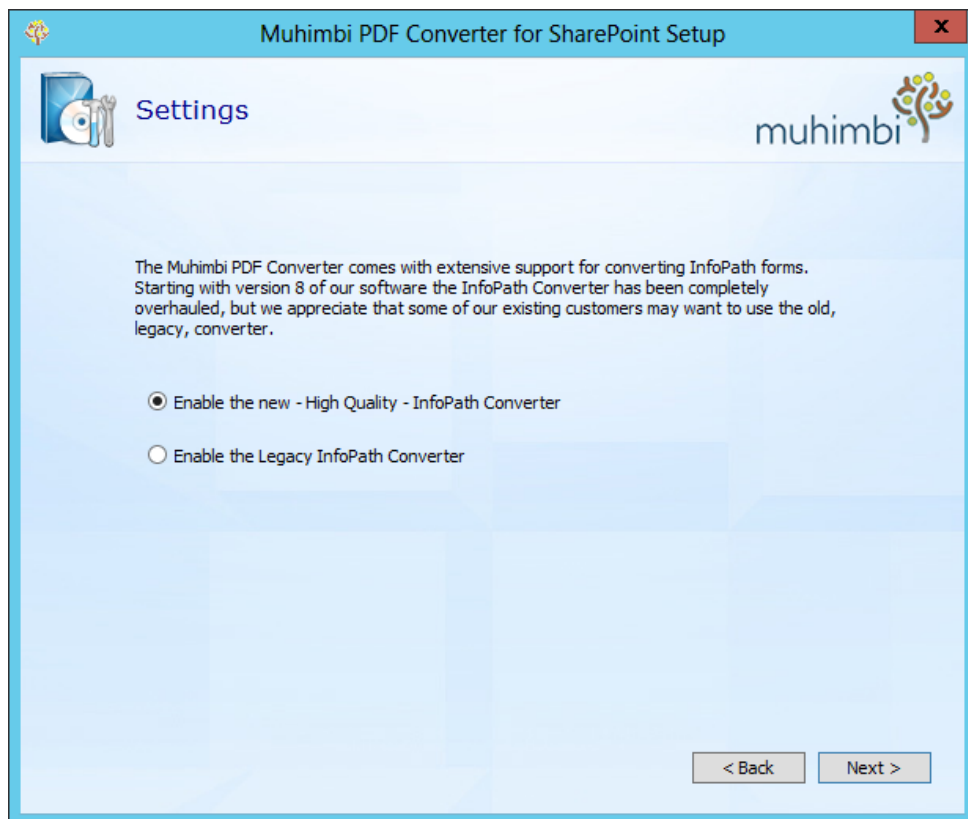 Muhimbi PDF Converter for SharePoint Setup
x
Settings
muhimbi
The Muhimbi PDF Converter comes with extensive support for converting InfoPath forms.
Starting with version 8 of our software the InfoPath Converter has been completely
overhauled, but we appreciate that some of our existing customers may want to use the old,
legacy, converter.
Enable the new - High Quality - InfoPath Converter
Enable the Legacy InfoPath Converter
< Back
Next >